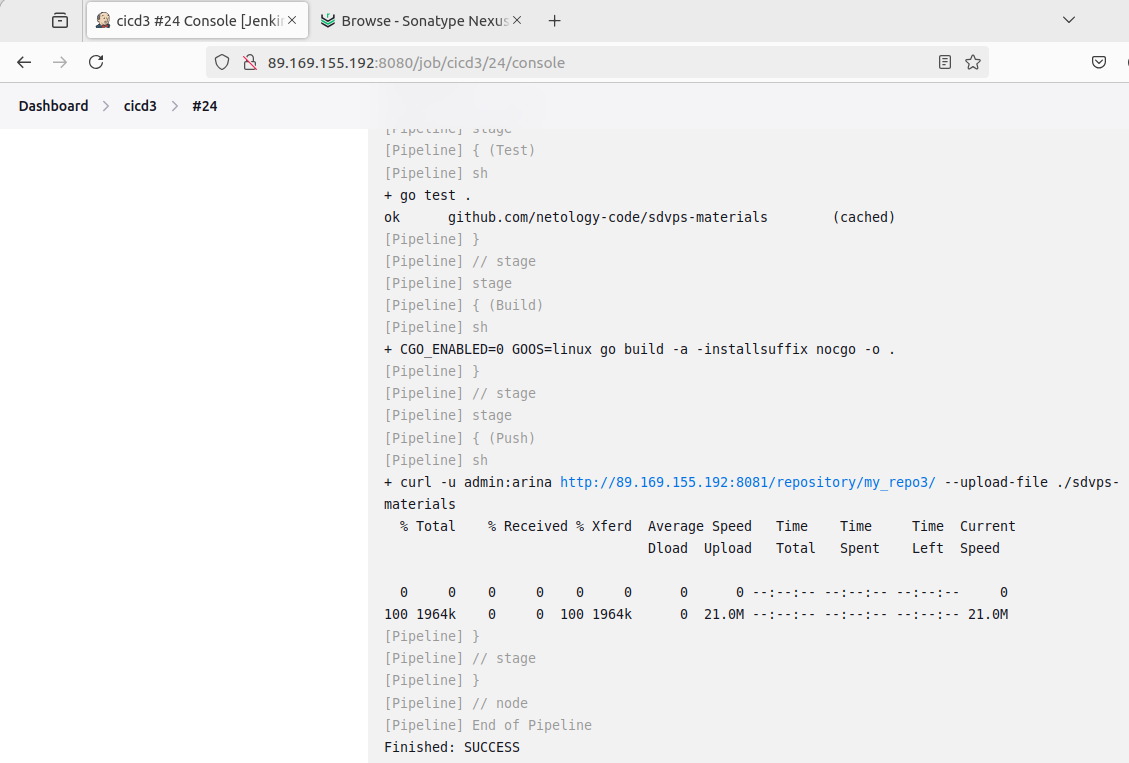 cicd3 #24 Console [Jenkin
Browse - Sonatype Nexus
89.169.155.192:8080/job/cicd3/24/console
Dashboard > cicd3 > #24
[Pipeline] stage
[Pipeline] { (Test)
[Pipeline] sh
+ go test .
ok      github.com/netology-code/sdvps-materials        (cached)
[Pipeline] }
[Pipeline] // stage
[Pipeline] stage
[Pipeline] { (Build)
[Pipeline] sh
+ CGO_ENABLED=0 GOOS=linux go build -a -installsuffix nocgo -o .
[Pipeline] }
[Pipeline] // stage
[Pipeline] stage
[Pipeline] { (Push)
[Pipeline] sh
+ curl -u admin:arina http://89.169.155.192:8081/repository/my_repo3/ --upload-file ./sdvps-
materials
  % Total    % Received % Xferd  Average Speed   Time    Time     Time  Current
                                 Dload  Upload   Total   Spent    Left  Speed
  0     0    0     0    0     0      0      0 --:--:-- --:--:-- --:--:--     0
100 1964k    0     0  100 1964k      0  21.0M --:--:-- --:--:-- --:--:-- 21.0M
[Pipeline] }
[Pipeline] // stage
[Pipeline] }
[Pipeline] // node
[Pipeline] End of Pipeline
Finished: SUCCESS